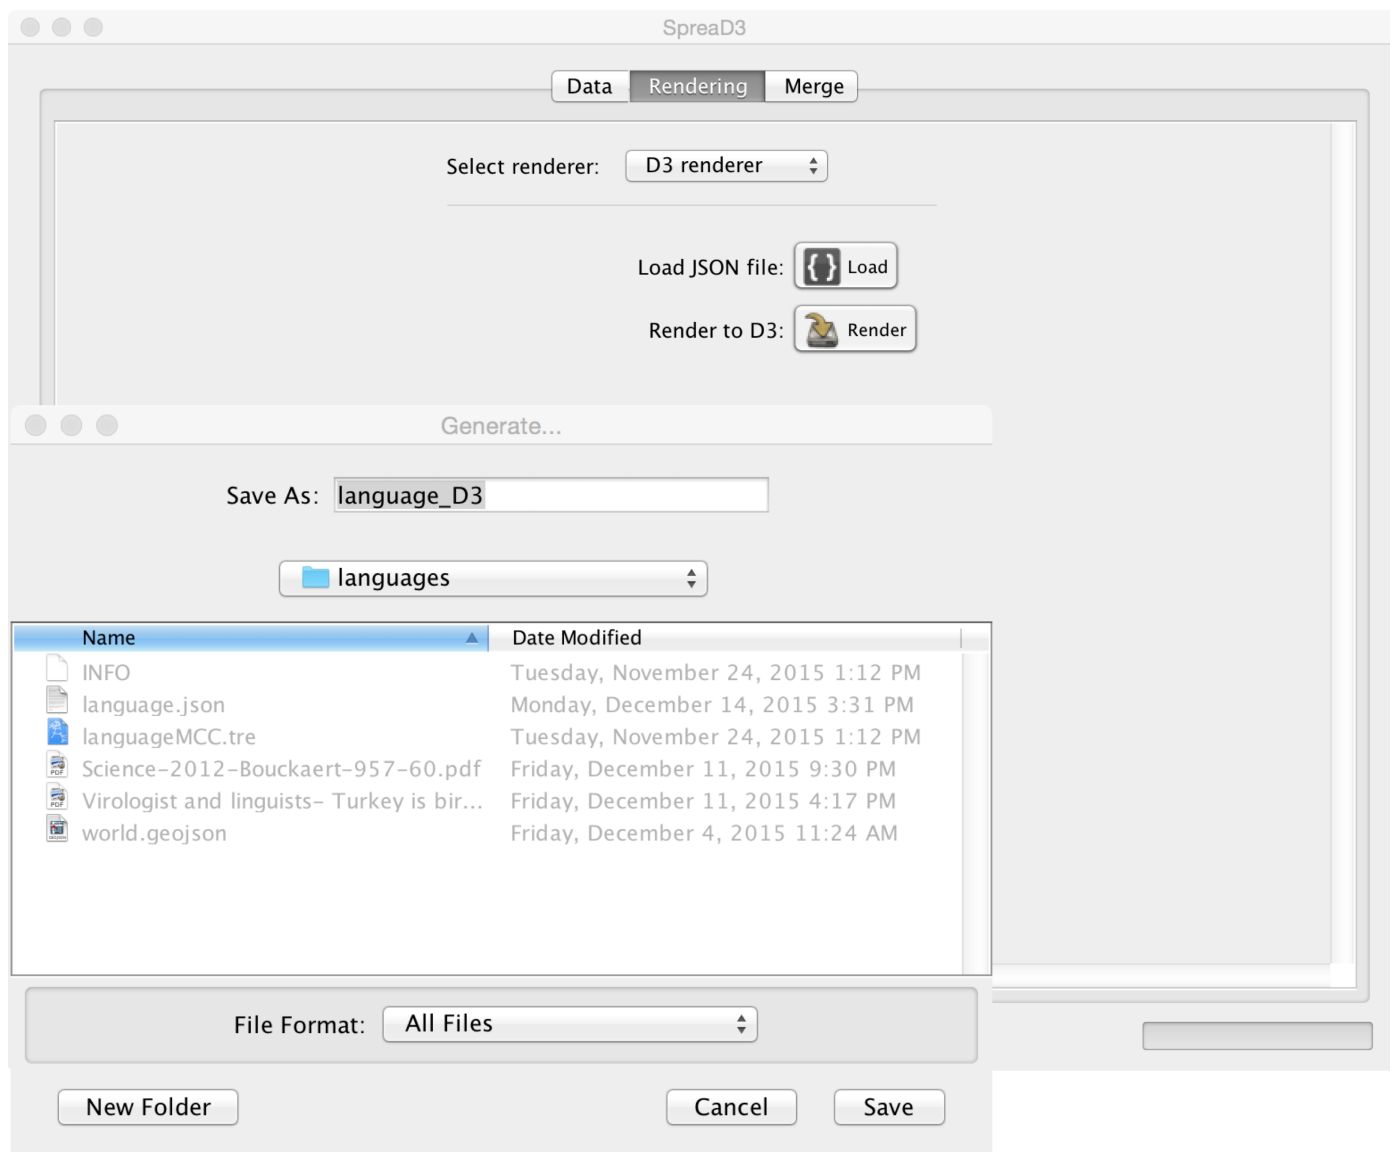 SpreaD3
Data Rendering Merge
Select renderer: D3 renderer
Load JSON file: {} Load
Render to D3: Render
Generate...
Save As: language_D3
languages
Name Date Modified
INFO Tuesday, November 24, 2015 1:12 PM
language.json Monday, December 14, 2015 3:31 PM
languageMCC.tre Tuesday, November 24, 2015 1:12 PM
PDF Science-2012-Bouckaert-957-60.pdf Friday, December 11, 2015 9:30 PM
PDF Virologist and linguists- Turkey is bir... Friday, December 11, 2015 4:17 PM
world.geojson Friday, December 4, 2015 11:24 AM
File Format: All Files
New Folder Cancel Save